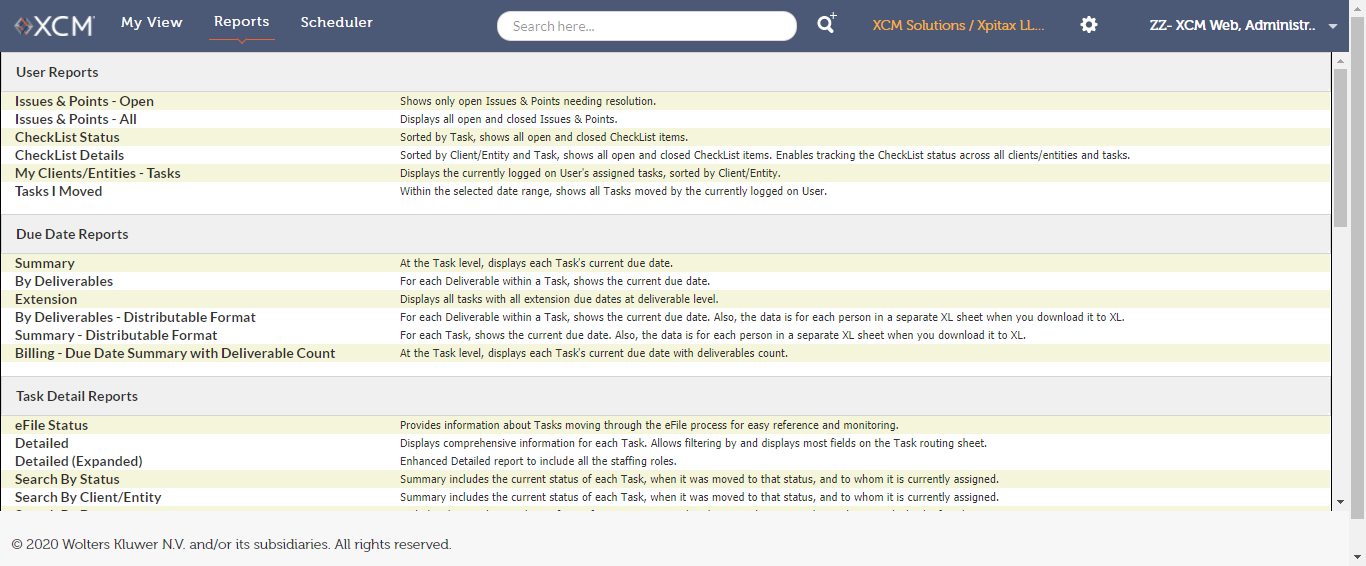 XCM My View Reports Scheduler Search here... XCM Solutions / Xpitax LL... ZZ- XCM Web, Administr..
User Reports
Issues & Points - Open Shows only open Issues & Points needing resolution.
Issues & Points - All Displays all open and closed Issues & Points.
CheckList Status Sorted by Task, shows all open and closed CheckList items.
CheckList Details Sorted by Client/Entity and Task, shows all open and closed CheckList items. Enables tracking the CheckList status across all clients/entities and tasks.
My Clients/Entities - Tasks Displays the currently logged on User's assigned tasks, sorted by Client/Entity.
Tasks I Moved Within the selected date range, shows all Tasks moved by the currently logged on User.
Due Date Reports
Summary At the Task level, displays each Task's current due date.
By Deliverables For each Deliverable within a Task, shows the current due date.
Extension Displays all tasks with all extension due dates at deliverable level.
By Deliverables - Distributable Format For each Deliverable within a Task, shows the current due date. Also, the data is for each person in a separate XL sheet when you download it to XL.
Summary - Distributable Format For each Task, shows the current due date. Also, the data is for each person in a separate XL sheet when you download it to XL.
Billing - Due Date Summary with Deliverable Count At the Task level, displays each Task's current due date with deliverables count.
Task Detail Reports
eFile Status Provides information about Tasks moving through the eFile process for easy reference and monitoring.
Detailed Displays comprehensive information for each Task. Allows filtering by and displays most fields on the Task routing sheet.
Detailed (Expanded) Enhanced Detailed report to include all the staffing roles.
Search By Status Summary includes the current status of each Task, when it was moved to that status, and to whom it is currently assigned.
Search By Client/Entity Summary includes the current status of each Task, when it was moved to that status, and to whom it is currently assigned.
© 2020 Wolters Kluwer N.V. and/or its subsidiaries. All rights reserved.